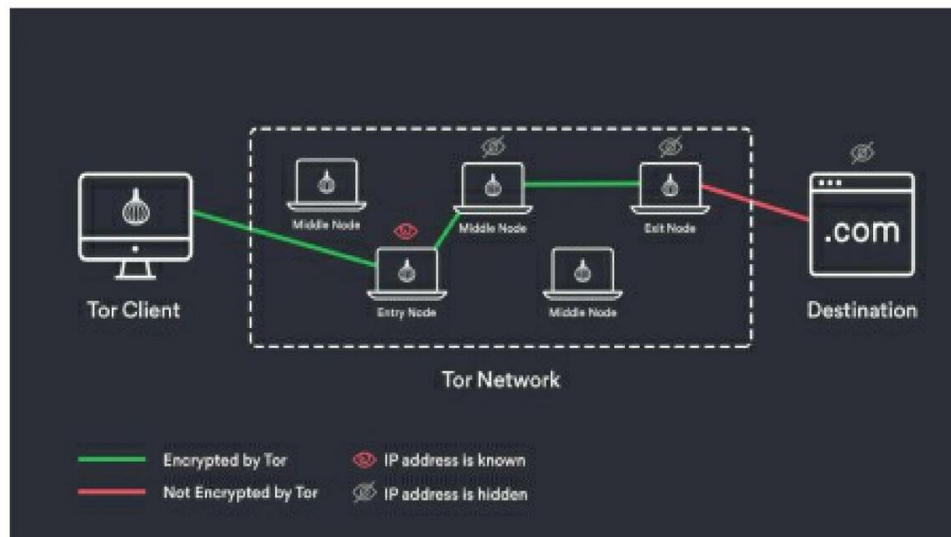 Middle Node
Middle Node
Exit Node
.com
Tor Client
Entry Node
Middle Node
Destination
Tor Network
Encrypted by Tor
IP address is known
Not Encrypted by Tor
IP address is hidden